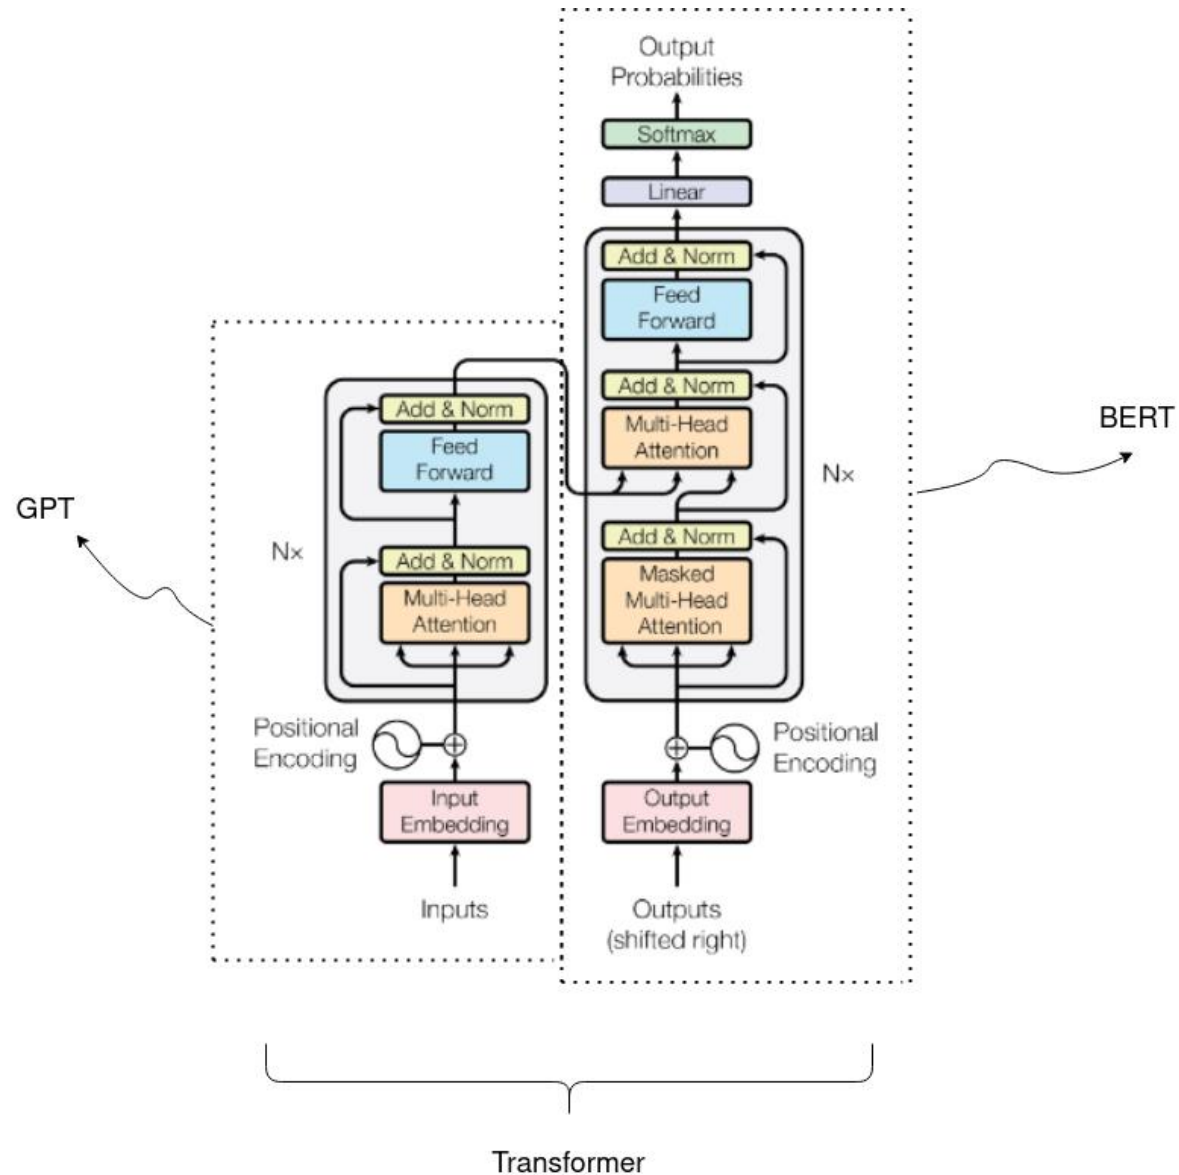 Output
Probabilities
Softmax
Linear
Add & Norm
Feed
Forward
Add & Norm
Multi-Head
Attention
Nx
Add & Norm
Masked
Multi-Head
Attention
Positional
Encoding
Output
Embedding
Outputs
(shifted right)
BERT
Add & Norm
Feed
Forward
Nx
Add & Norm
Multi-Head
Attention
Positional
Encoding
Input
Embedding
Inputs
GPT
Transformer